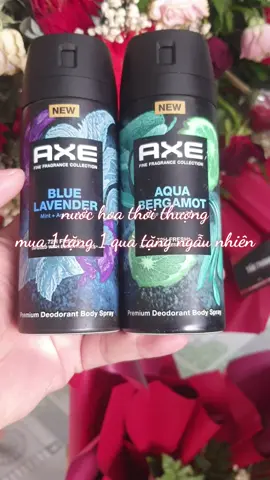 NEW
AXE
FINE FRAGRANCE COLLECTION
BLUE
LAVENDER
NEW
AXE
FINE FRAGRANCE COLLECTION
AQUA
BERGAMOT
nước hoa thời thượng
mua 1 tặng 1 quà tặng ngẫu nhiên
Premium Deodorant Body Spray
Premium Deodorant Body Spray